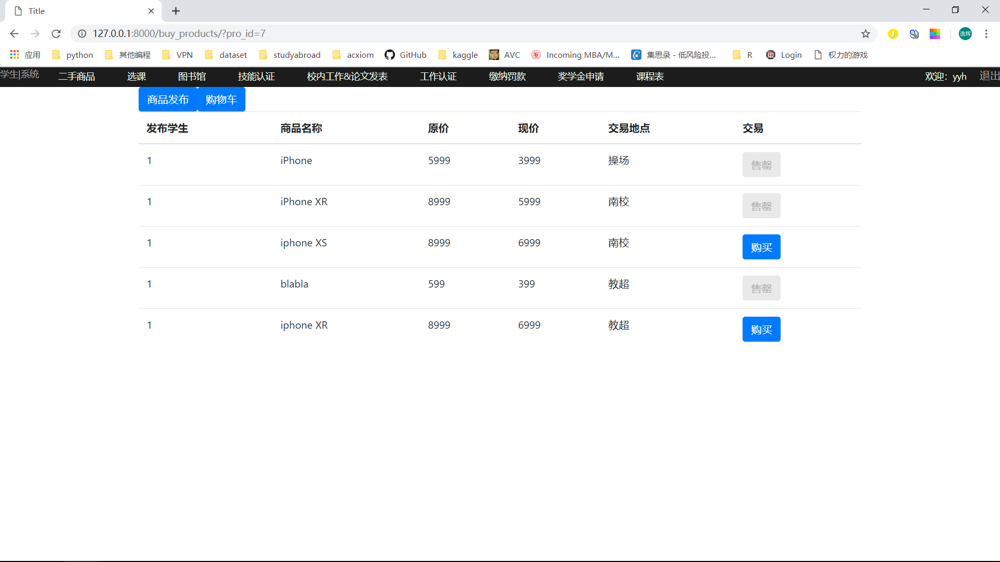 Title
127.0.0.1:8000/buy_products/?pro_id=7
逸辉
应用 python 其他编程 VPN dataset studyabroad acxiom GitHub kaggle AVC Incoming MBA/M... 集思录 - 低风险投... R Login 权力的游戏
学生|系统 二手商品 选课 图书馆 技能认证 校内工作&论文发表 工作认证 缴纳罚款 奖学金申请 课程表 欢迎：yyh 退出
商品发布 购物车
发布学生 商品名称 原价 现价 交易地点 交易
1 iPhone 5999 3999 操场 售罄
1 iPhone XR 8999 5999 南校 售罄
1 iphone XS 8999 6999 南校 购买
1 blabla 599 399 教超 售罄
1 iphone XR 8999 6999 教超 购买